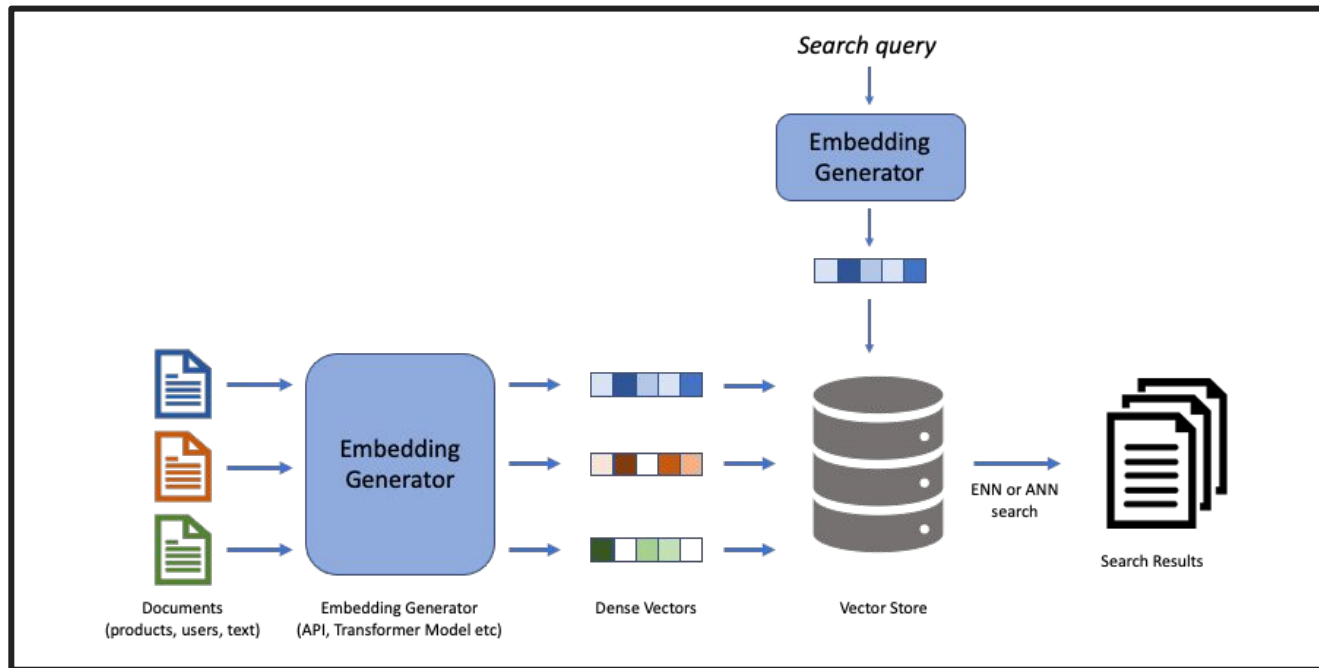 Search query
Embedding
Generator
Embedding
Generator
ENN or ANN
search
Search Results
Documents
(products, users, text)
Embedding Generator
(API, Transformer Model etc)
Dense Vectors
Vector Store